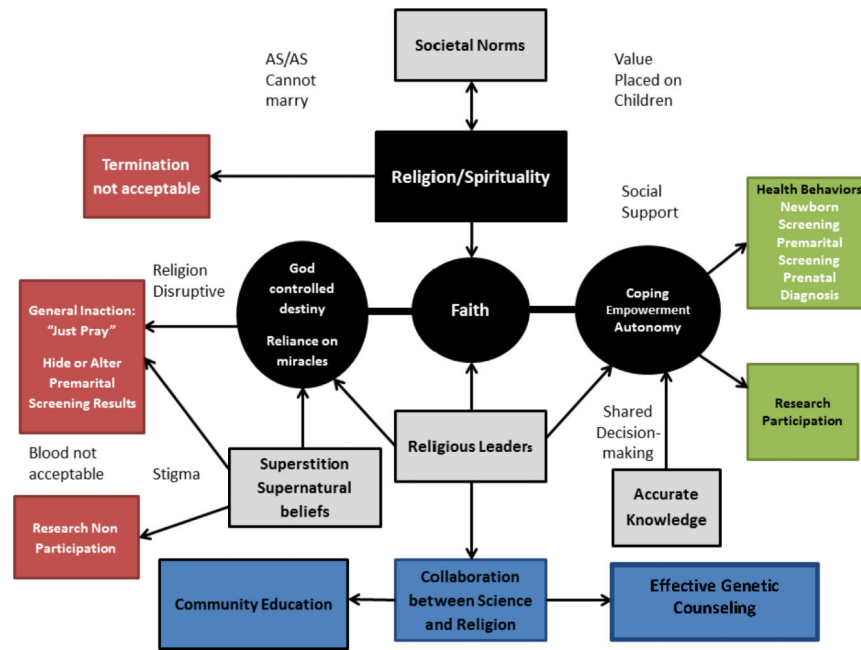 Societal Norms
AS/AS
Cannot
marry
Value
Placed on
Children
Termination
not acceptable
Religion/Spirituality
Social
Support
Health Behaviors
Newborn
Screening
Premarital
Screening
Prenatal
Diagnosis
Religion
Disruptive
God
controlled
destiny
Reliance on
miracles
Faith
Coping
Empowerment
Autonomy
General Inaction:
“Just Pray”
Hide or Alter
Premarital
Screening Results
Research
Participation
Blood not
acceptable
Stigma
Superstition
Supernatural
beliefs
Religious Leaders
Shared
Decision-
making
Accurate
Knowledge
Research Non
Participation
Community Education
Collaboration
between Science
and Religion
Effective Genetic
Counseling